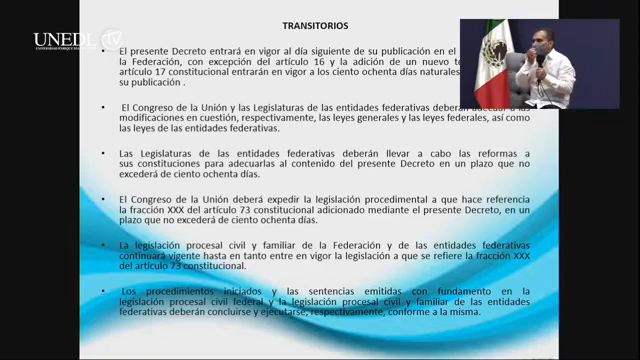 UNEDL TV
TRANSITORIOS
• El presente Decreto entrará en vigor al día siguiente de su publicación en el
la Federación, con excepción del artículo 16 y la adición de un nuevo
artículo 17 constitucional entrarán en vigor a los ciento ochenta días naturales
su publicación .
• El Congreso de la Unión y las Legislaturas de las entidades federativas deberán adecuar a las
modificaciones en cuestión, respectivamente, las leyes generales y las leyes federales, así como
las leyes de las entidades federativas.
• Las Legislaturas de las entidades federativas deberán llevar a cabo las reformas a
sus constituciones para adecuarlas al contenido del presente Decreto en un plazo que no
excederá de ciento ochenta días.
• El Congreso de la Unión deberá expedir la legislación procedimental a que hace referencia
la fracción XXX del artículo 73 constitucional adicionado mediante el presente Decreto, en un
plazo que no excederá de ciento ochenta días.
• La legislación procesal civil y familiar de la Federación y de las entidades federativas
continuará vigente hasta en tanto entre en vigor la legislación a que se refiere la fracción XXX
del artículo 73 constitucional.
• Los procedimientos iniciados y las sentencias emitidas con fundamento en la
legislación procesal civil federal y la legislación procesal civil y familiar de las entidades
federativas deberán concluirse y ejecutarse, respectivamente, conforme a la misma.